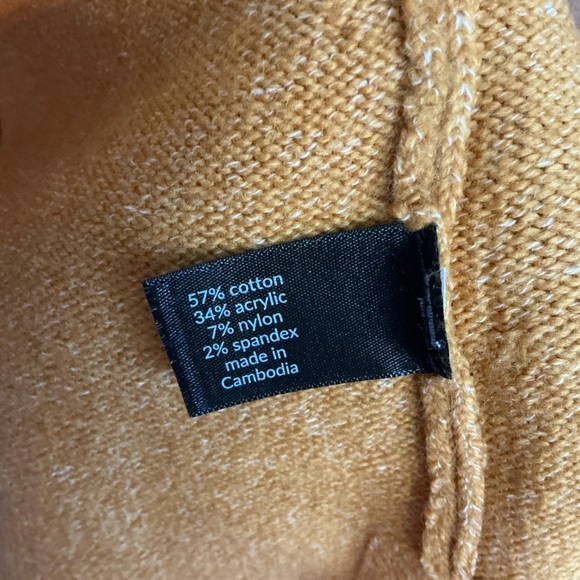 57% cotton
34% acrylic
7% nylon
2% spandex
made in
Cambodia